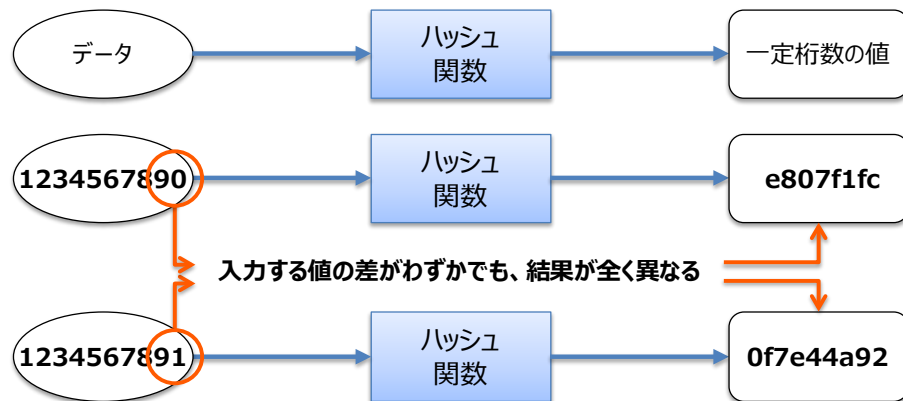 データ
ハッシュ
関数
一定桁数の値
1234567890
ハッシュ
関数
e807f1fc
入力する値の差がわずかでも、結果が全く異なる
1234567891
ハッシュ
関数
0f7e44a92